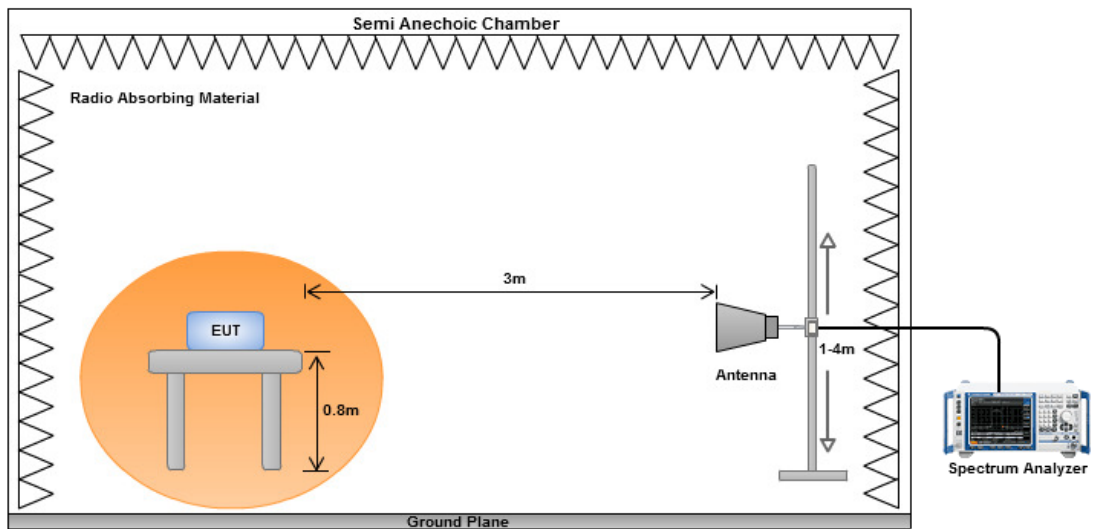 Semi Anechoic Chamber
Radio Absorbing Material
3m
EUT
1-4m
Antenna
0.8m
Spectrum Analyzer
Ground Plane